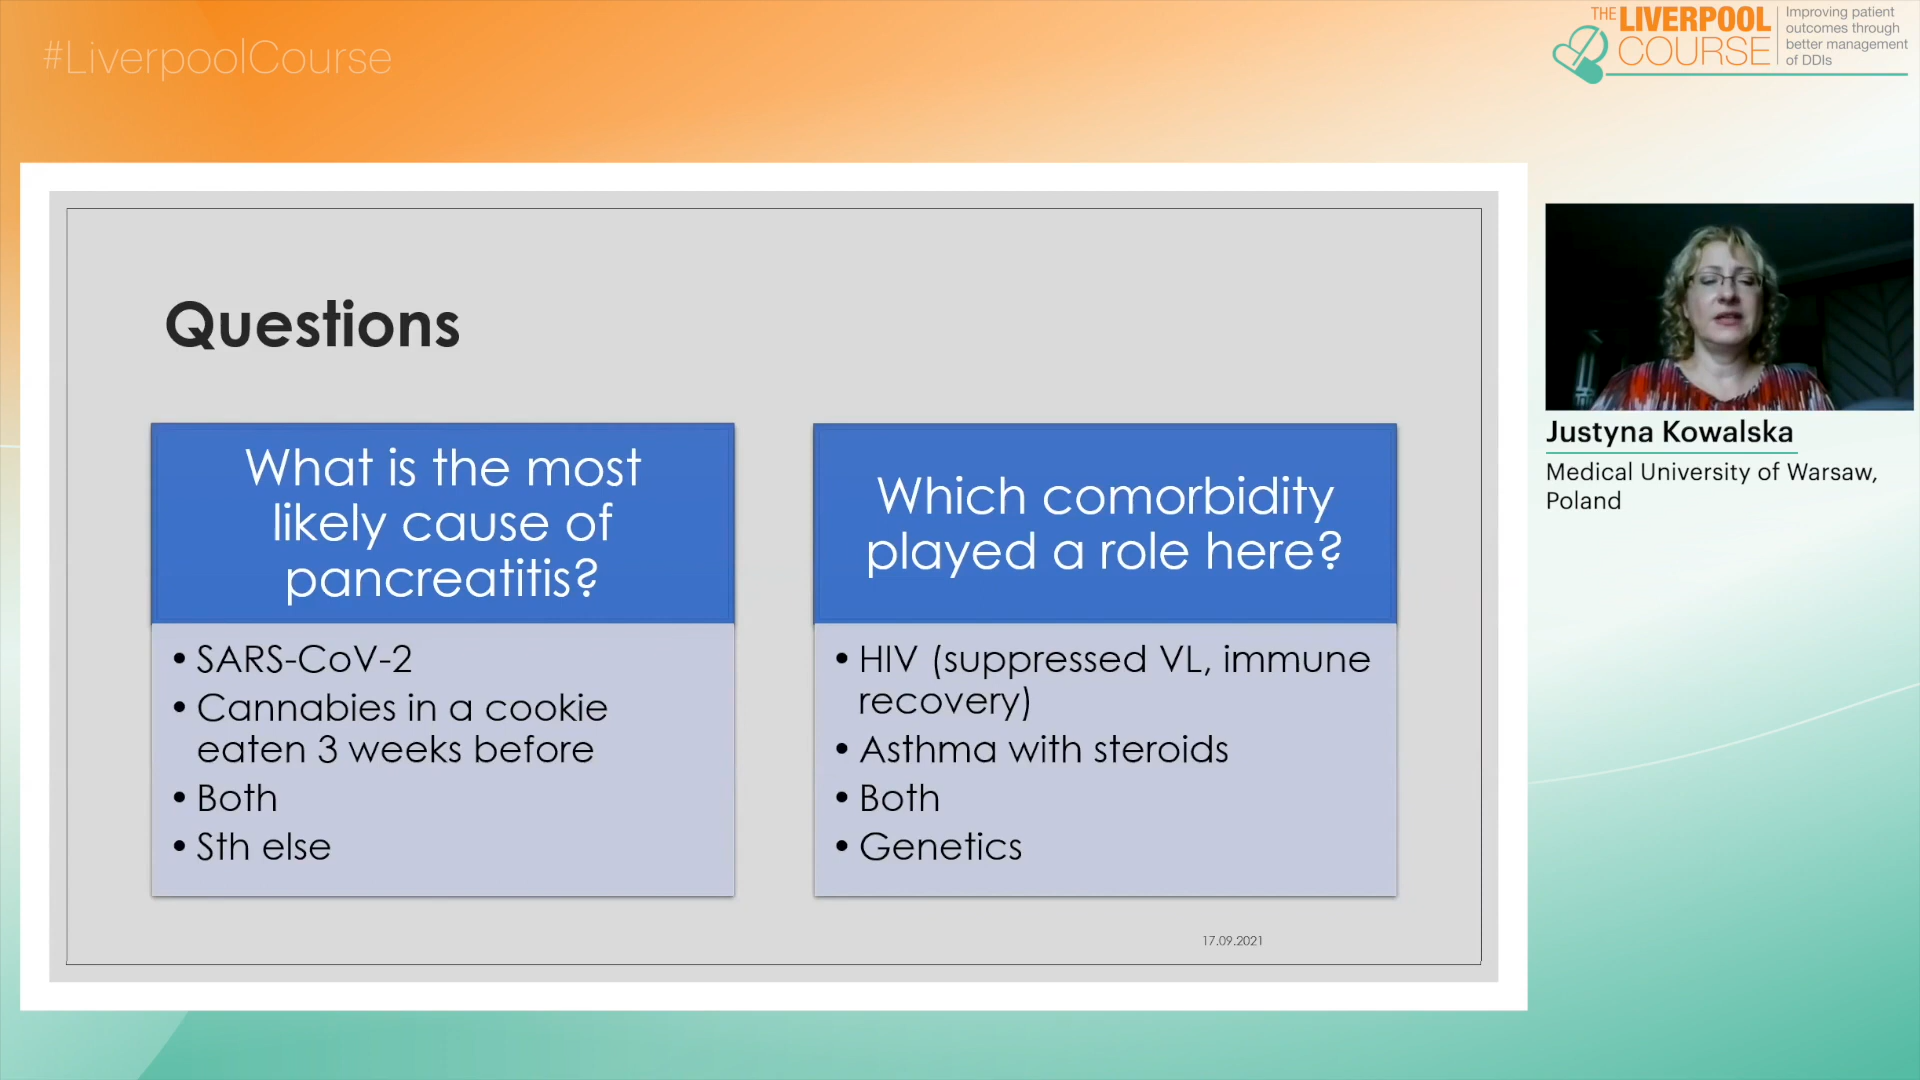 #LiverpoolCourse
THE LIVERPOOL
COURSE
Improving patient
outcomes through
better management
of DDIs
Questions
What is the most
likely cause of
pancreatitis?
• SARS-CoV-2
• Cannabies in a cookie
eaten 3 weeks before
• Both
• Sth else
Which comorbidity
played a role here?
• HIV (suppressed VL, immune
recovery)
• Asthma with steroids
• Both
• Genetics
17.09.2021
Justyna Kowalska
Medical University of Warsaw,
Poland